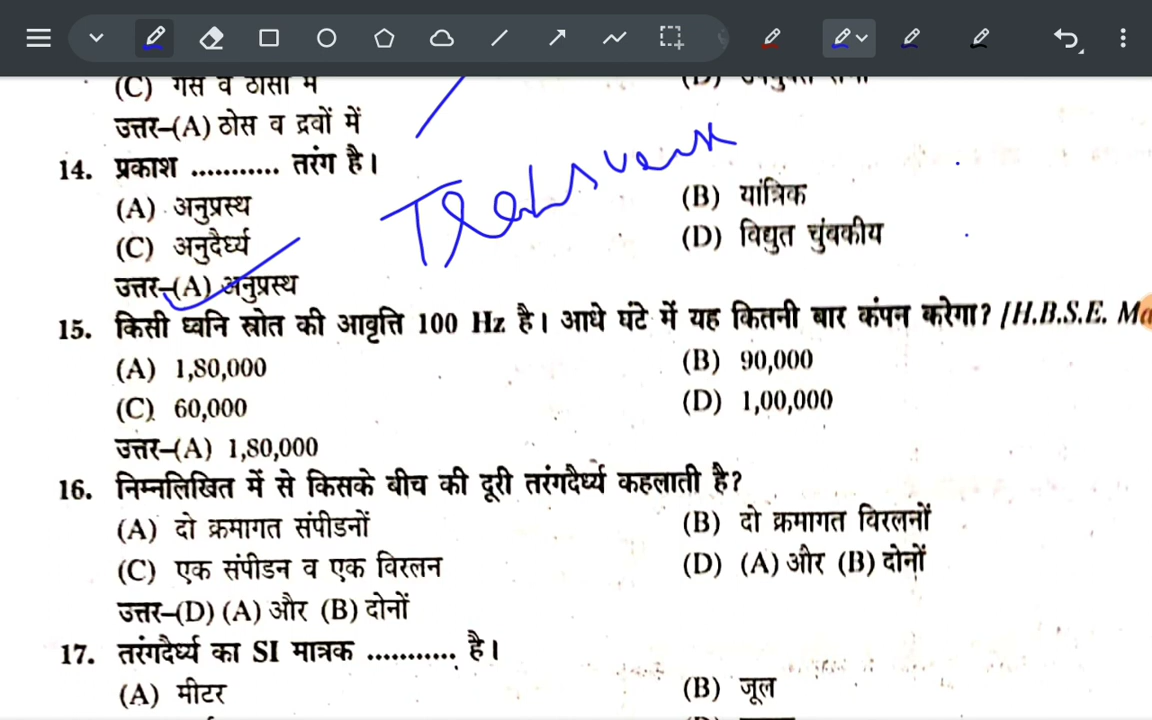 (C) गैस व ठोसों में
उत्तर–(A) ठोस व द्रवों में
14. प्रकाश ........... तरंग है।
(A) अनुप्रस्थ
(B) यांत्रिक
(C) अनुदैर्ध्य
(D) विद्युत चुंबकीय
उत्तर–(A) अनुप्रस्थ
15. किसी ध्वनि स्रोत की आवृत्ति 100 Hz है। आधे घंटे में यह कितनी बार कंपन करेगा? [H.B.S.E.
(A) 1,80,000
(B) 90,000
(C) 60,000
(D) 1,00,000
उत्तर–(A) 1,80,000
16. निम्नलिखित में से किसके बीच की दूरी तरंगदैर्ध्य कहलाती है?
(A) दो क्रमागत संपीडनों
(B) दो क्रमागत विरलनों
(C) एक संपीडन व एक विरलन
(D) (A) और (B) दोनों
उत्तर–(D) (A) और (B) दोनों
17. तरंगदैर्ध्य का SI मात्रक ........... है।
(A) मीटर
(B) जूल